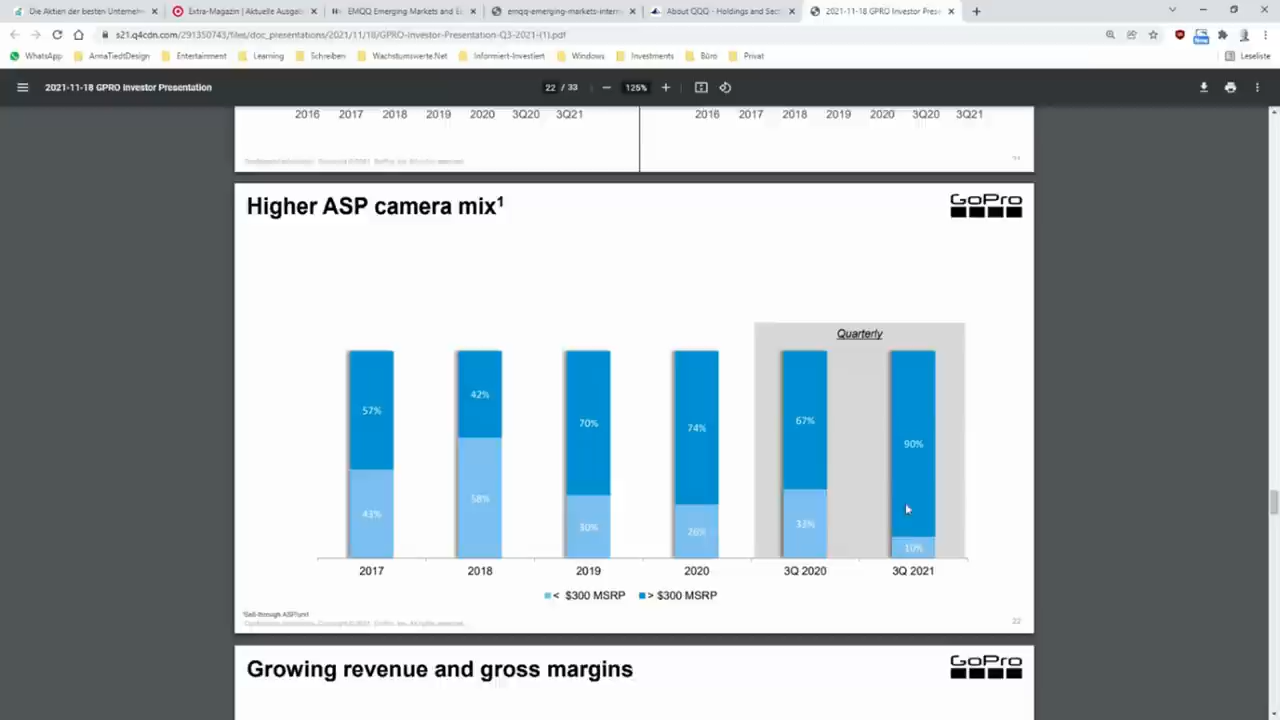 Die Aktien der besten Unterneh
Extra-Magazin | Aktuelle Ausgab
EMQQ Emerging Markets and E
emqq-emerging-markets-intern
About QQQ - Holdings and Sect
2021-11-18 GPRO Investor Prese
s21.q4cdn.com/291350743/files/doc_presentations/2021/11/18/GPRO-Investor-Presentation-Q3-2021-(1).pdf
WhatsApp ArmaTiedtDesign Entertainment Learning Schreiben Wachstumswerte.Net Informiert-Investiert Windows Investments Büro Privat Leseliste
2021-11-18 GPRO Investor Presentation
22 / 33
125%
2016 2017 2018 2019 2020 3Q20 3Q21
2016 2017 2018 2019 2020 3Q20 3Q21
Higher ASP camera mix¹
GoPro
Quarterly
57% 42% 70% 74% 67% 90%
43% 58% 30% 26% 33% 10%
2017 2018 2019 2020 3Q 2020 3Q 2021
< $300 MSRP > $300 MSRP
¹Sell-through ASP/unit
22
Growing revenue and gross margins
GoPro